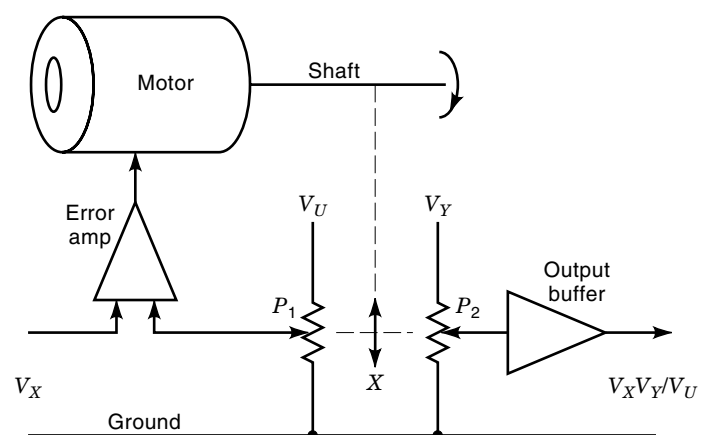 Motor
Shaft
Error
amp
V_U
V_Y
P_1
P_2
Output
buffer
X
V_X
V_XV_Y/V_U
Ground